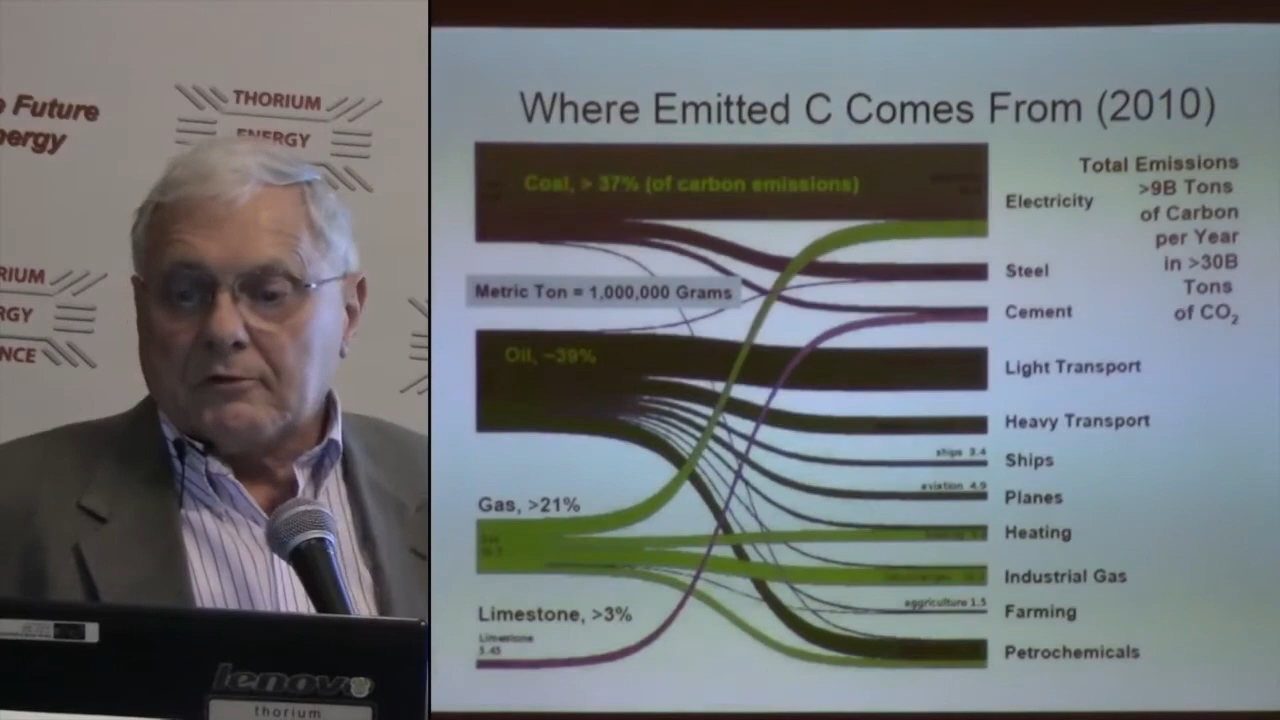 e Future
nergy
THORIUM
ENERGY
RIUM
RGY
NCE
lenovo
thorium
Where Emitted C Comes From (2010)
Coal, > 37% (of carbon emissions)
Metric Ton = 1,000,000 Grams
Oil, ~39%
Gas, >21%
Limestone, >3%
Limestone
3.45
Total Emissions
>9B Tons
of Carbon
per Year
in >30B
Tons
of CO₂
Electricity
Steel
Cement
Light Transport
Heavy Transport
ships 3.4
Ships
aviation 4.9
Planes
Heating
Industrial Gas
aggriculture 1.5
Farming
Petrochemicals